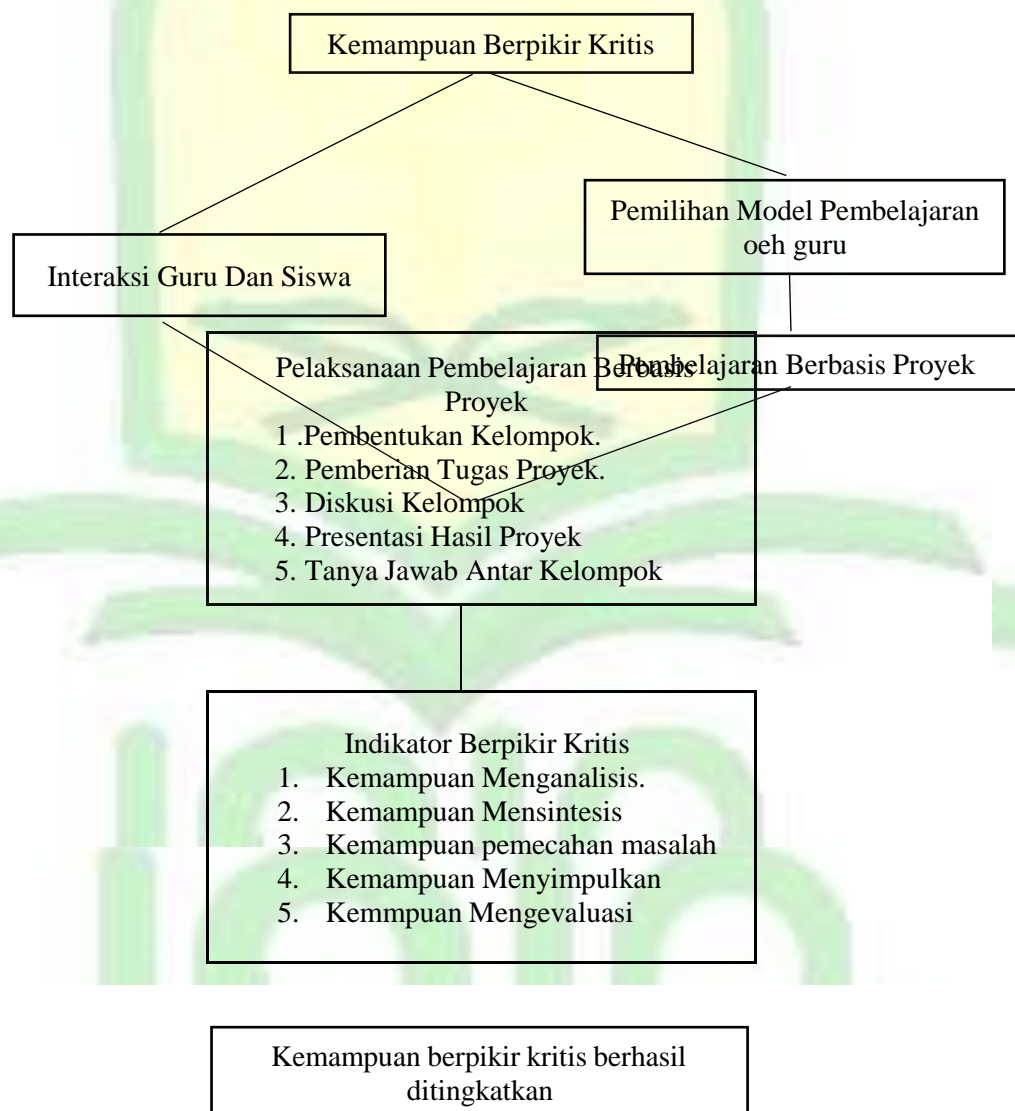 Kemampuan Berpikir Kritis
Pemilihan Model Pembelajaran
oeh guru
Interaksi Guru Dan Siswa
Pembelajaran Berbasis Proyek
Pelaksanaan Pembelajaran Berbasis
Proyek
1 .Pembentukan Kelompok.
2. Pemberian Tugas Proyek.
3. Diskusi Kelompok
4. Presentasi Hasil Proyek
5. Tanya Jawab Antar Kelompok
Indikator Berpikir Kritis
1. Kemampuan Menganalisis.
2. Kemampuan Mensintesis
3. Kemampuan pemecahan masalah
4. Kemampuan Menyimpulkan
5. Kemmpuan Mengevaluasi
Kemampuan berpikir kritis berhasil
ditingkatkan